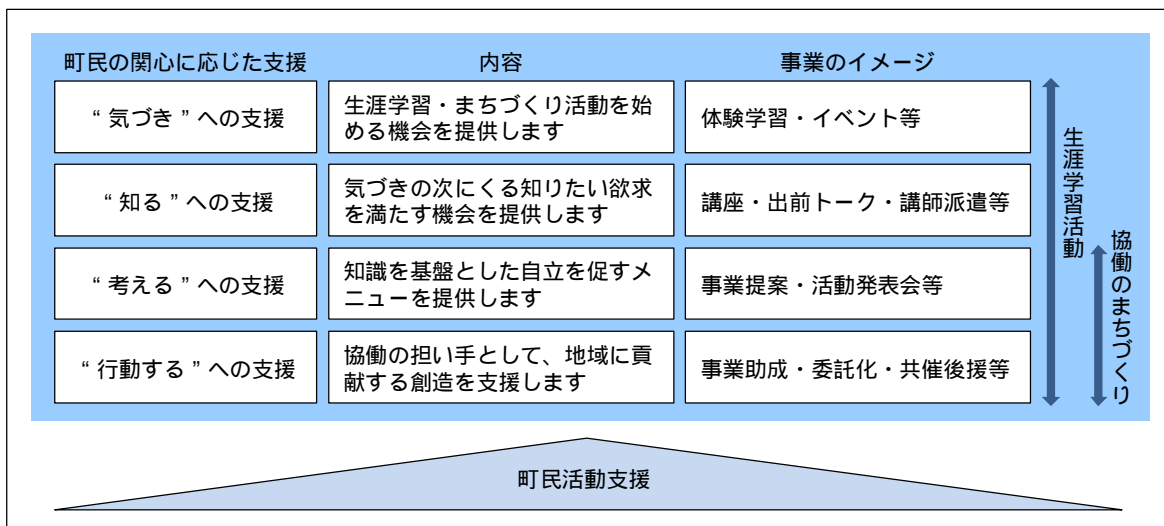 町民の関心に応じた支援
内容
事業のイメージ
“気づき”への支援
生涯学習・まちづくり活動を始
める機会を提供します
体験学習・イベント等
“知る”への支援
気づきの次にくる知りたい欲求
を満たす機会を提供します
講座・出前トーク・講師派遣等
“考える”への支援
知識を基盤とした自立を促すメ
ニューを提供します
事業提案・活動発表会等
“行動する”への支援
協働の担い手として、地域に貢
献する創造を支援します
事業助成・委託化・共催後援等
生涯学習活動
協働のまちづくり
町民活動支援